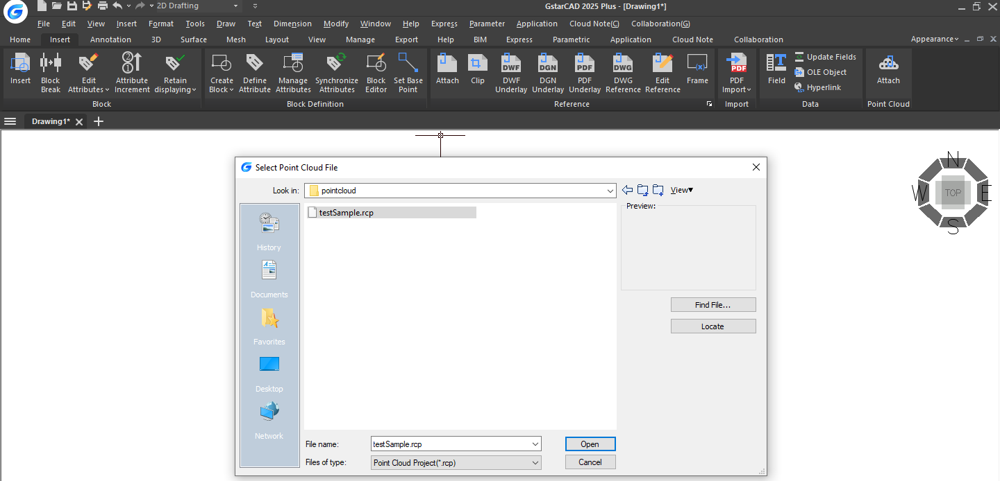 2D Drafting
GstarCAD 2025 Plus - [Drawing1*]
File Edit View Insert Format Tools Draw Text Dimension Modify Window Help Express Parameter Application Cloud Note(C) Collaboration(G)
Home Insert Annotation 3D Surface Mesh Layout View Manage Export Help BIM Express Parametric Application Cloud Note Collaboration Appearance
Insert
Block
Break
Edit
Attributes
Attribute
Increment
Retain
displaying
Block
Create
Block
Define
Attribute
Manage
Attributes
Synchronize
Attributes
Block
Editor
Set Base
Point
Block Definition
Attach
Clip
DWF
DWF
Underlay
DGN
DGN
Underlay
PDF
PDF
Underlay
DWG
DWG
Reference
Edit
Reference
Frame
Reference
PDF
PDF
Import
Import
Field
Update Fields
OLE Object
Hyperlink
Data
Attach
Point Cloud
Drawing1*
Select Point Cloud File
Look in: pointcloud
View
testSample.rcp
Preview:
History
Documents
Favorites
Desktop
Network
Find File...
Locate
File name: testSample.rcp
Open
Files of type: Point Cloud Project(*.rcp)
Cancel
N
W TOP E
S